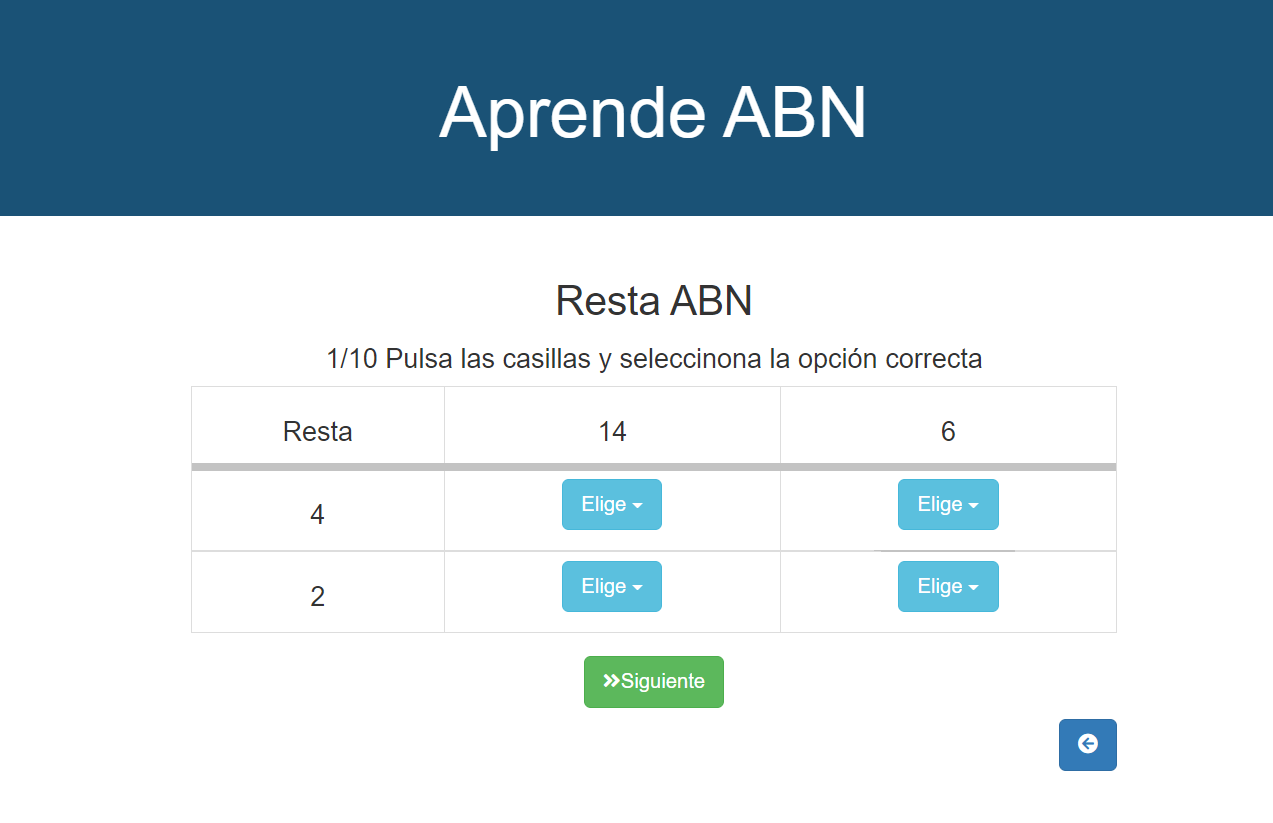 Aprende ABN
Resta ABN
1/10 Pulsa las casillas y seleccinona la opción correcta
Resta 14 6
4 Elige Elige
2 Elige Elige
Siguiente